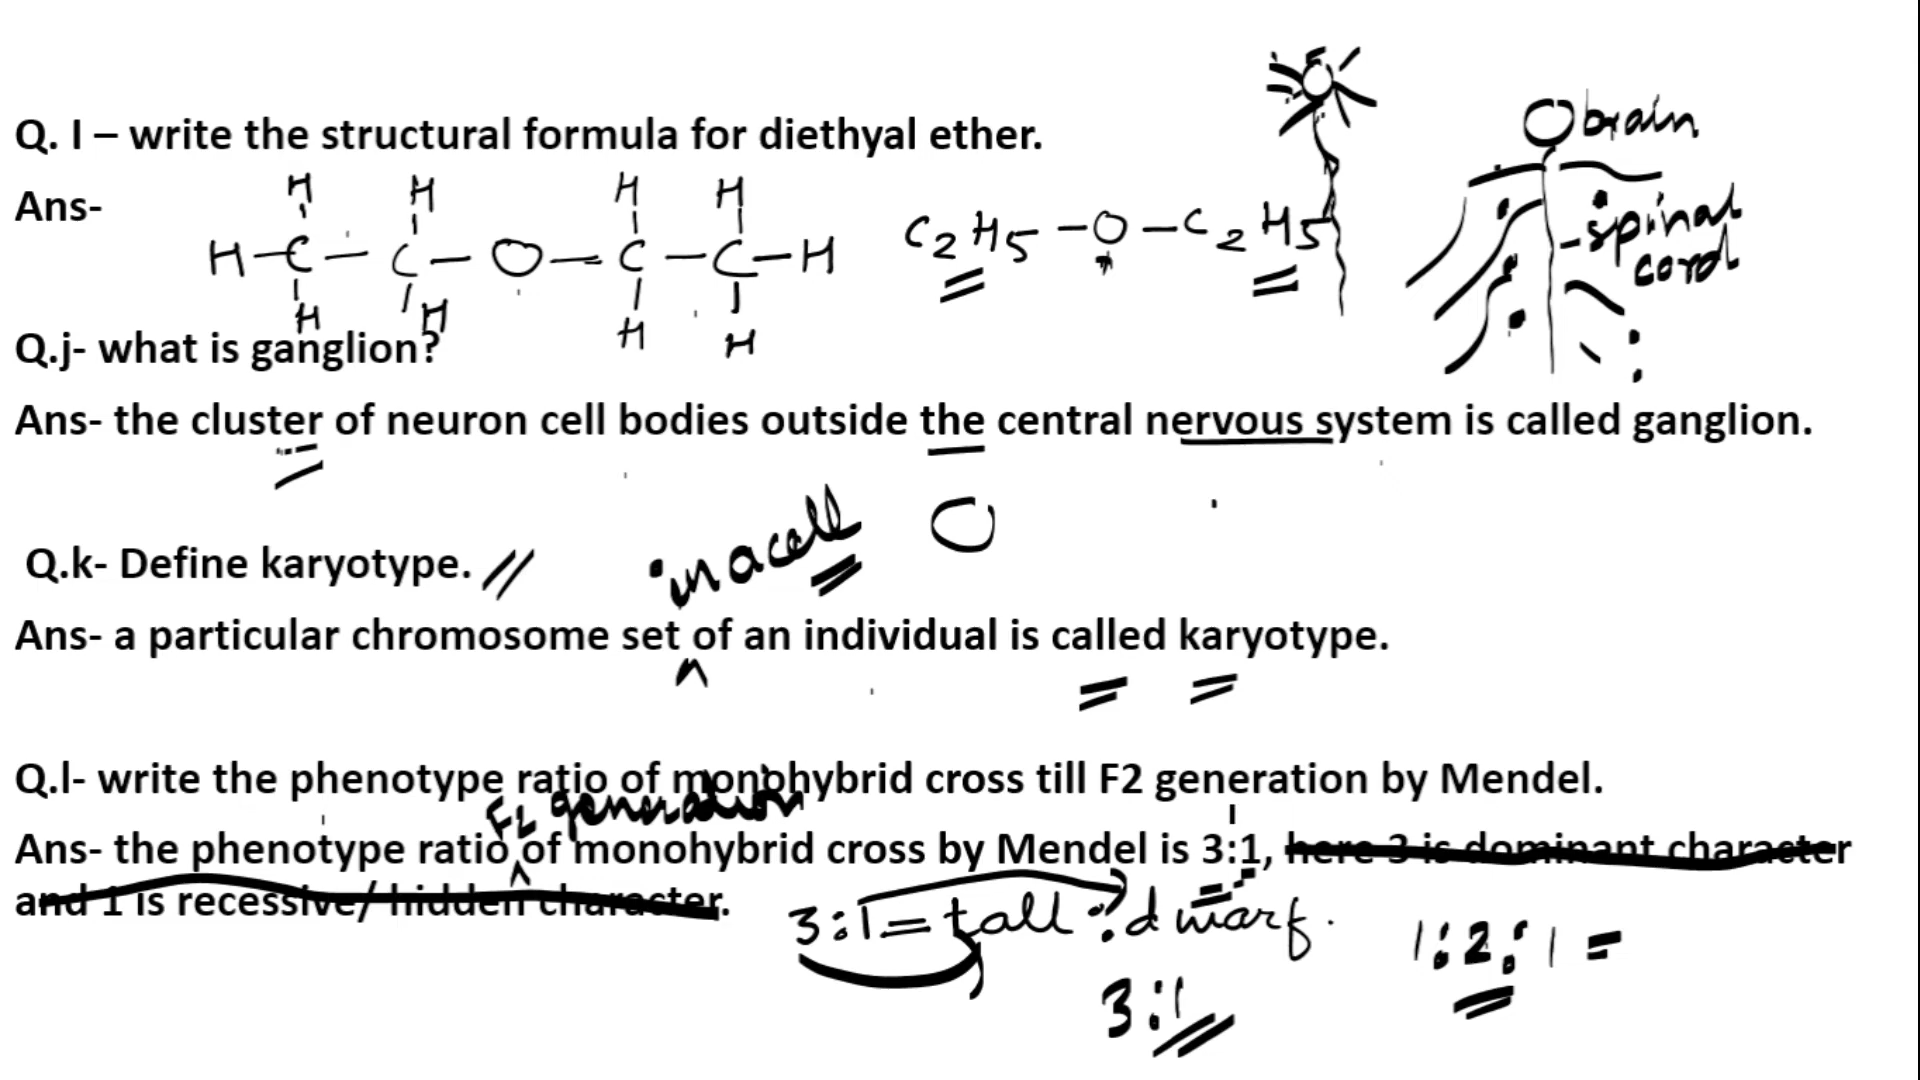 Q. I – write the structural formula for diethyal ether.
brain
Ans-
H H H H
H-C-C-O-C-C-H
H H H H
C2H5-O-C2H5
-spinal
cord
Q.j- what is ganglion?
Ans- the cluster of neuron cell bodies outside the central nervous system is called ganglion.
in a cell
Q.k- Define karyotype.
Ans- a particular chromosome set of an individual is called karyotype.
Q.l- write the phenotype ratio of monohybrid cross till F2 generation by Mendel.
F2 generation
Ans- the phenotype ratio of monohybrid cross by Mendel is 3:1, here 3 is dominant character
and 1 is recessive/ hidden character.
3:1= tall : dwarf.
1:2:1=
3:1